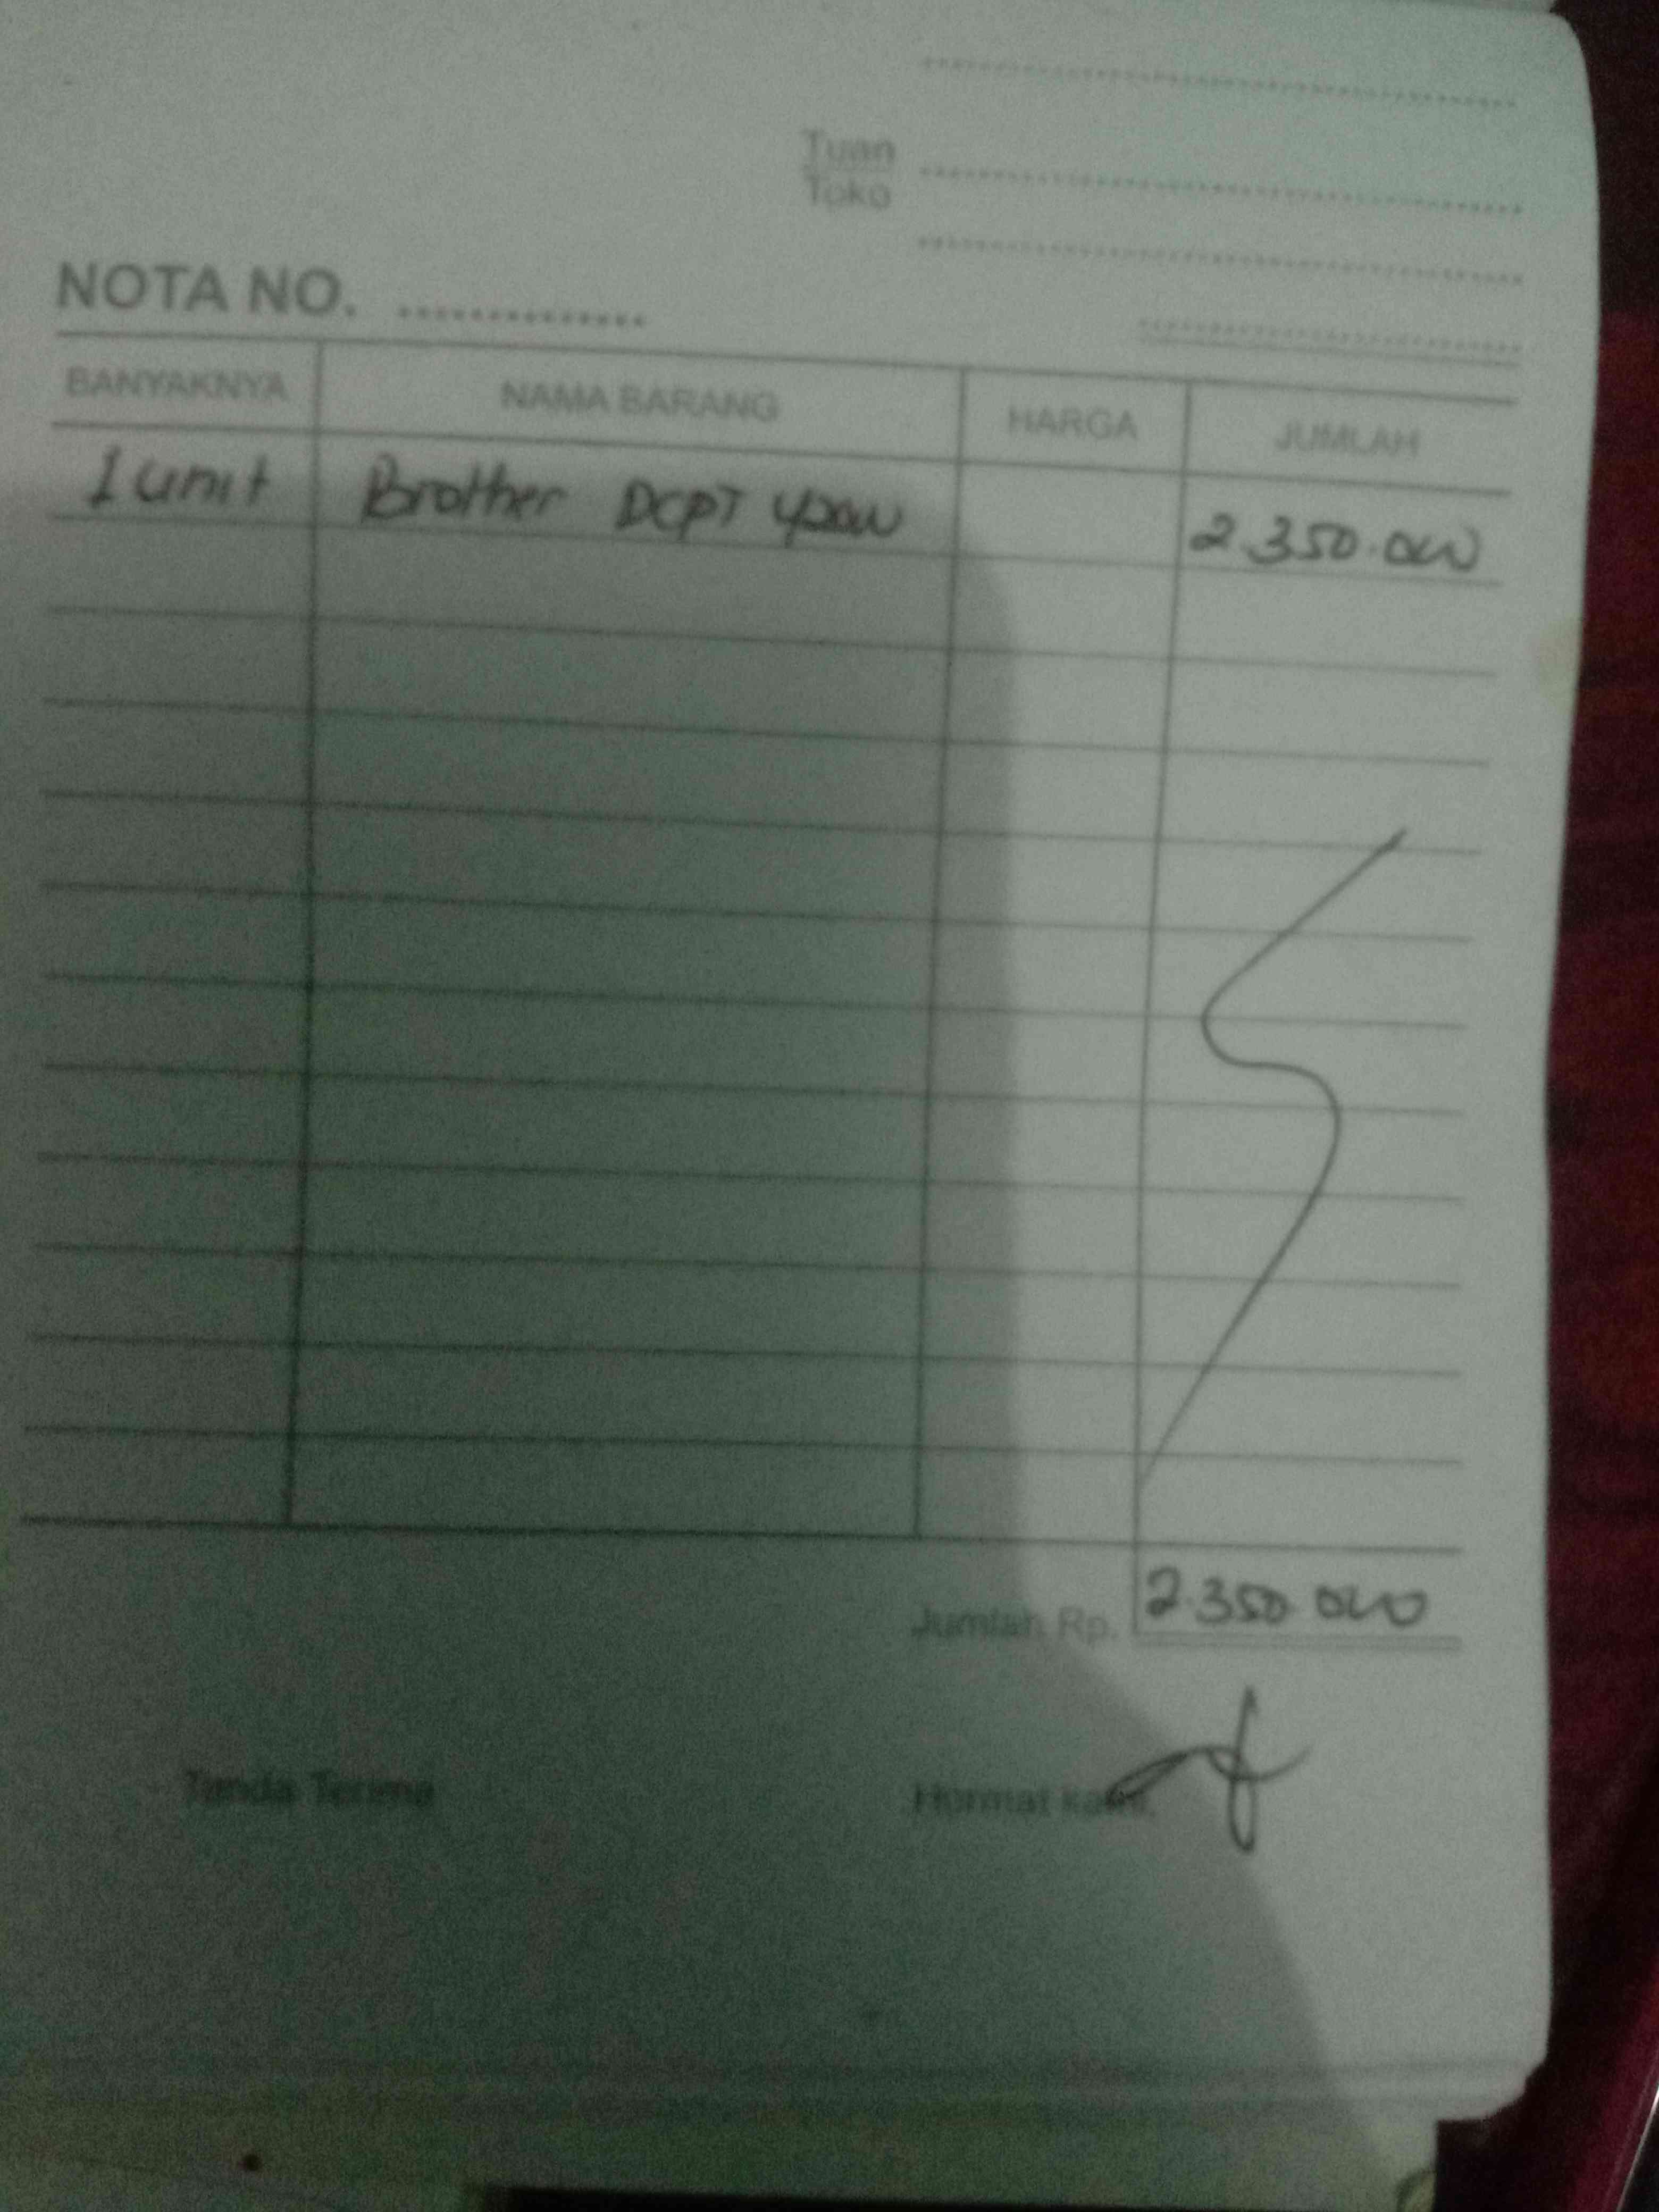 Tuan
Toko
NOTA NO.
BANYAKNYA NAMA BARANG HARGA JUMLAH
1 unit Brother DCPT 420W 2.350.000
Jumlah Rp. 2.350.000
Tanda Terima Hormat kami,